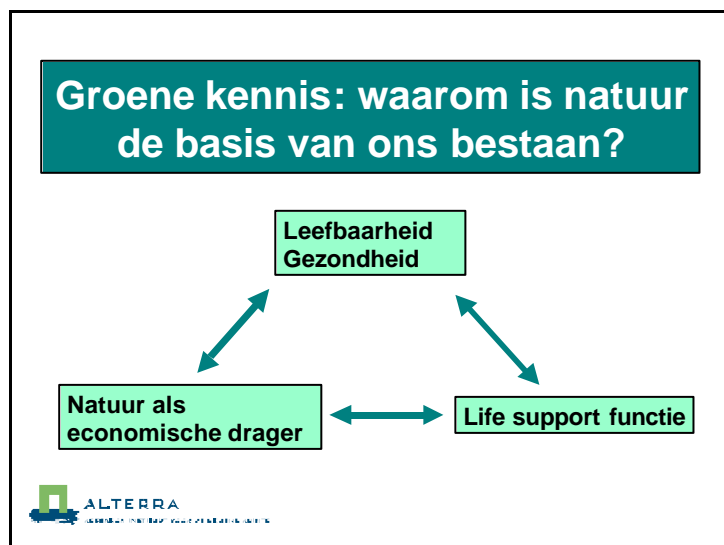 Groene kennis: waarom is natuur
de basis van ons bestaan?
Leefbaarheid
Gezondheid
Natuur als
economische drager
Life support functie
ALTERRA